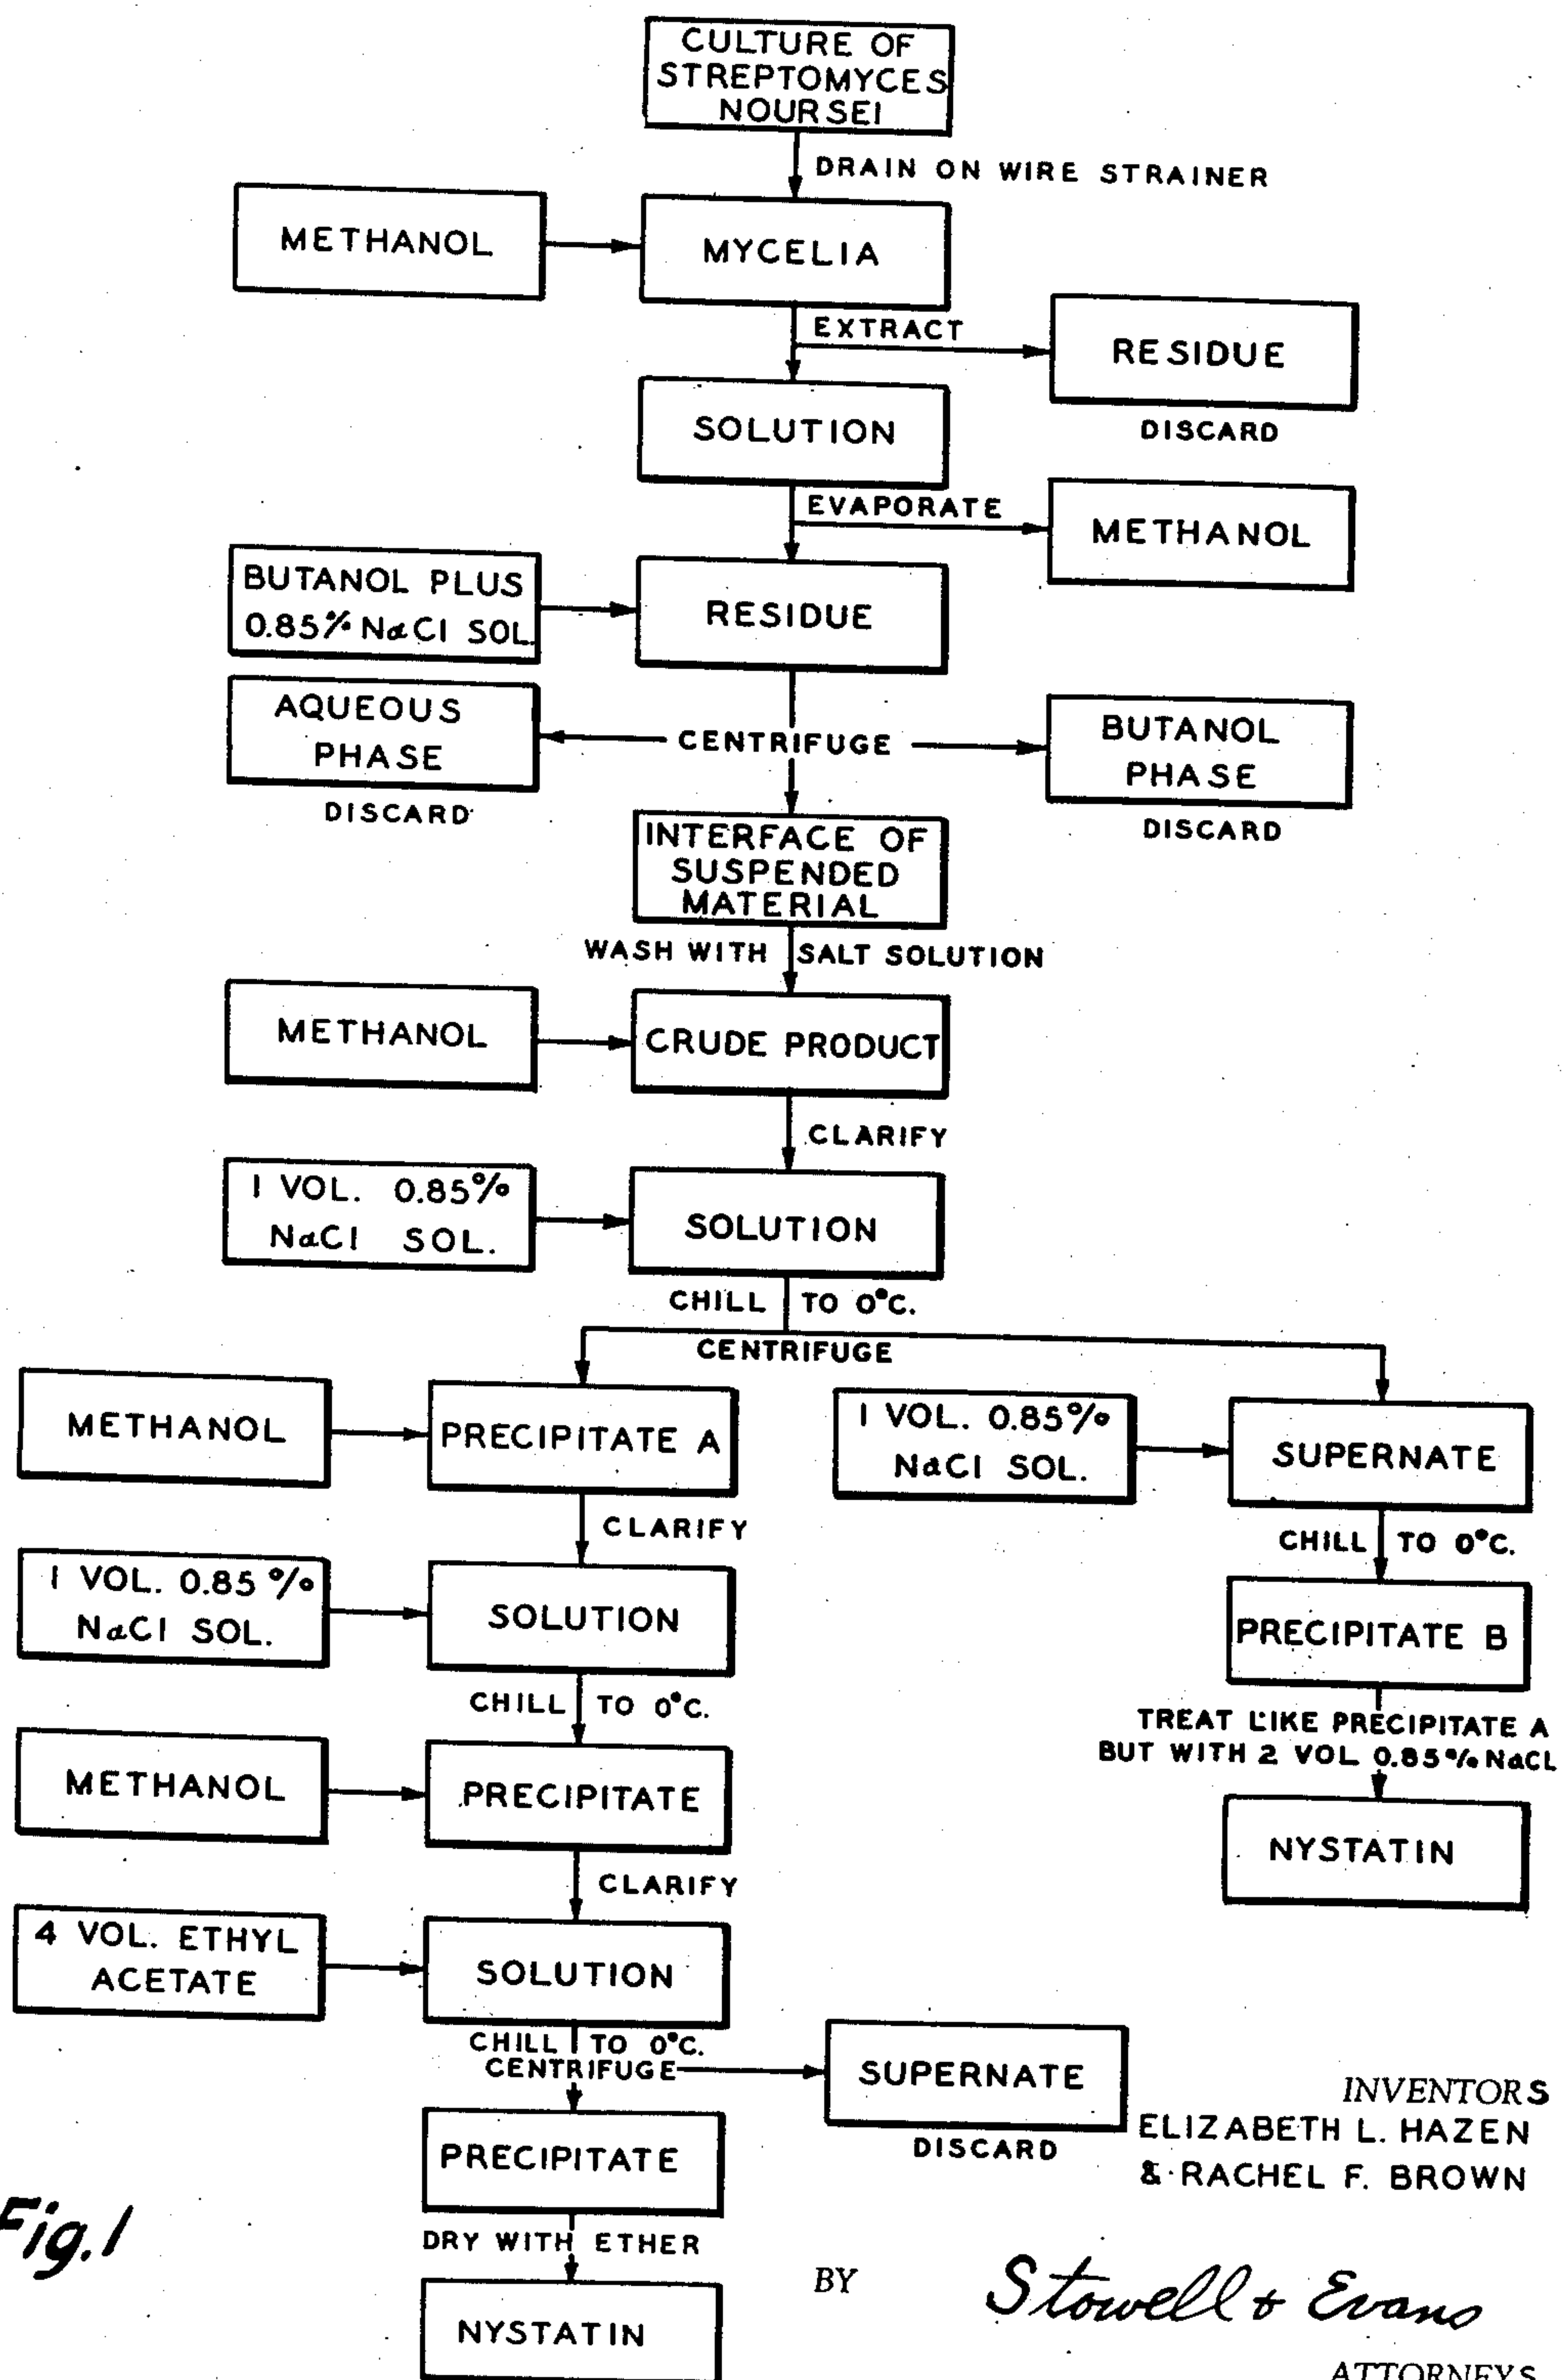 CULTURE OF
STREPTOMYCES
NOURSEI
DRAIN ON WIRE STRAINER
METHANOL
MYCELIA
EXTRACT
RESIDUE
DISCARD
SOLUTION
EVAPORATE
METHANOL
BUTANOL PLUS
0.85% NaCl SOL.
RESIDUE
AQUEOUS
PHASE
DISCARD
CENTRIFUGE
BUTANOL
PHASE
DISCARD
INTERFACE OF
SUSPENDED
MATERIAL
WASH WITH SALT SOLUTION
METHANOL
CRUDE PRODUCT
CLARIFY
1 VOL. 0.85%
NaCl SOL.
SOLUTION
CHILL TO 0°C.
CENTRIFUGE
METHANOL
PRECIPITATE A
1 VOL. 0.85%
NaCl SOL.
SUPERNATE
CLARIFY
CHILL TO 0°C.
1 VOL. 0.85%
NaCl SOL.
SOLUTION
PRECIPITATE B
CHILL TO 0°C.
TREAT LIKE PRECIPITATE A
BUT WITH 2 VOL 0.85% NaCL
METHANOL
PRECIPITATE
NYSTATIN
CLARIFY
4 VOL. ETHYL
ACETATE
SOLUTION
CHILL TO 0°C.
CENTRIFUGE
SUPERNATE
DISCARD
PRECIPITATE
DRY WITH ETHER
NYSTATIN
INVENTORS
ELIZABETH L. HAZEN
& RACHEL F. BROWN
Fig.1
BY
Stowell & Evans
ATTORNEYS